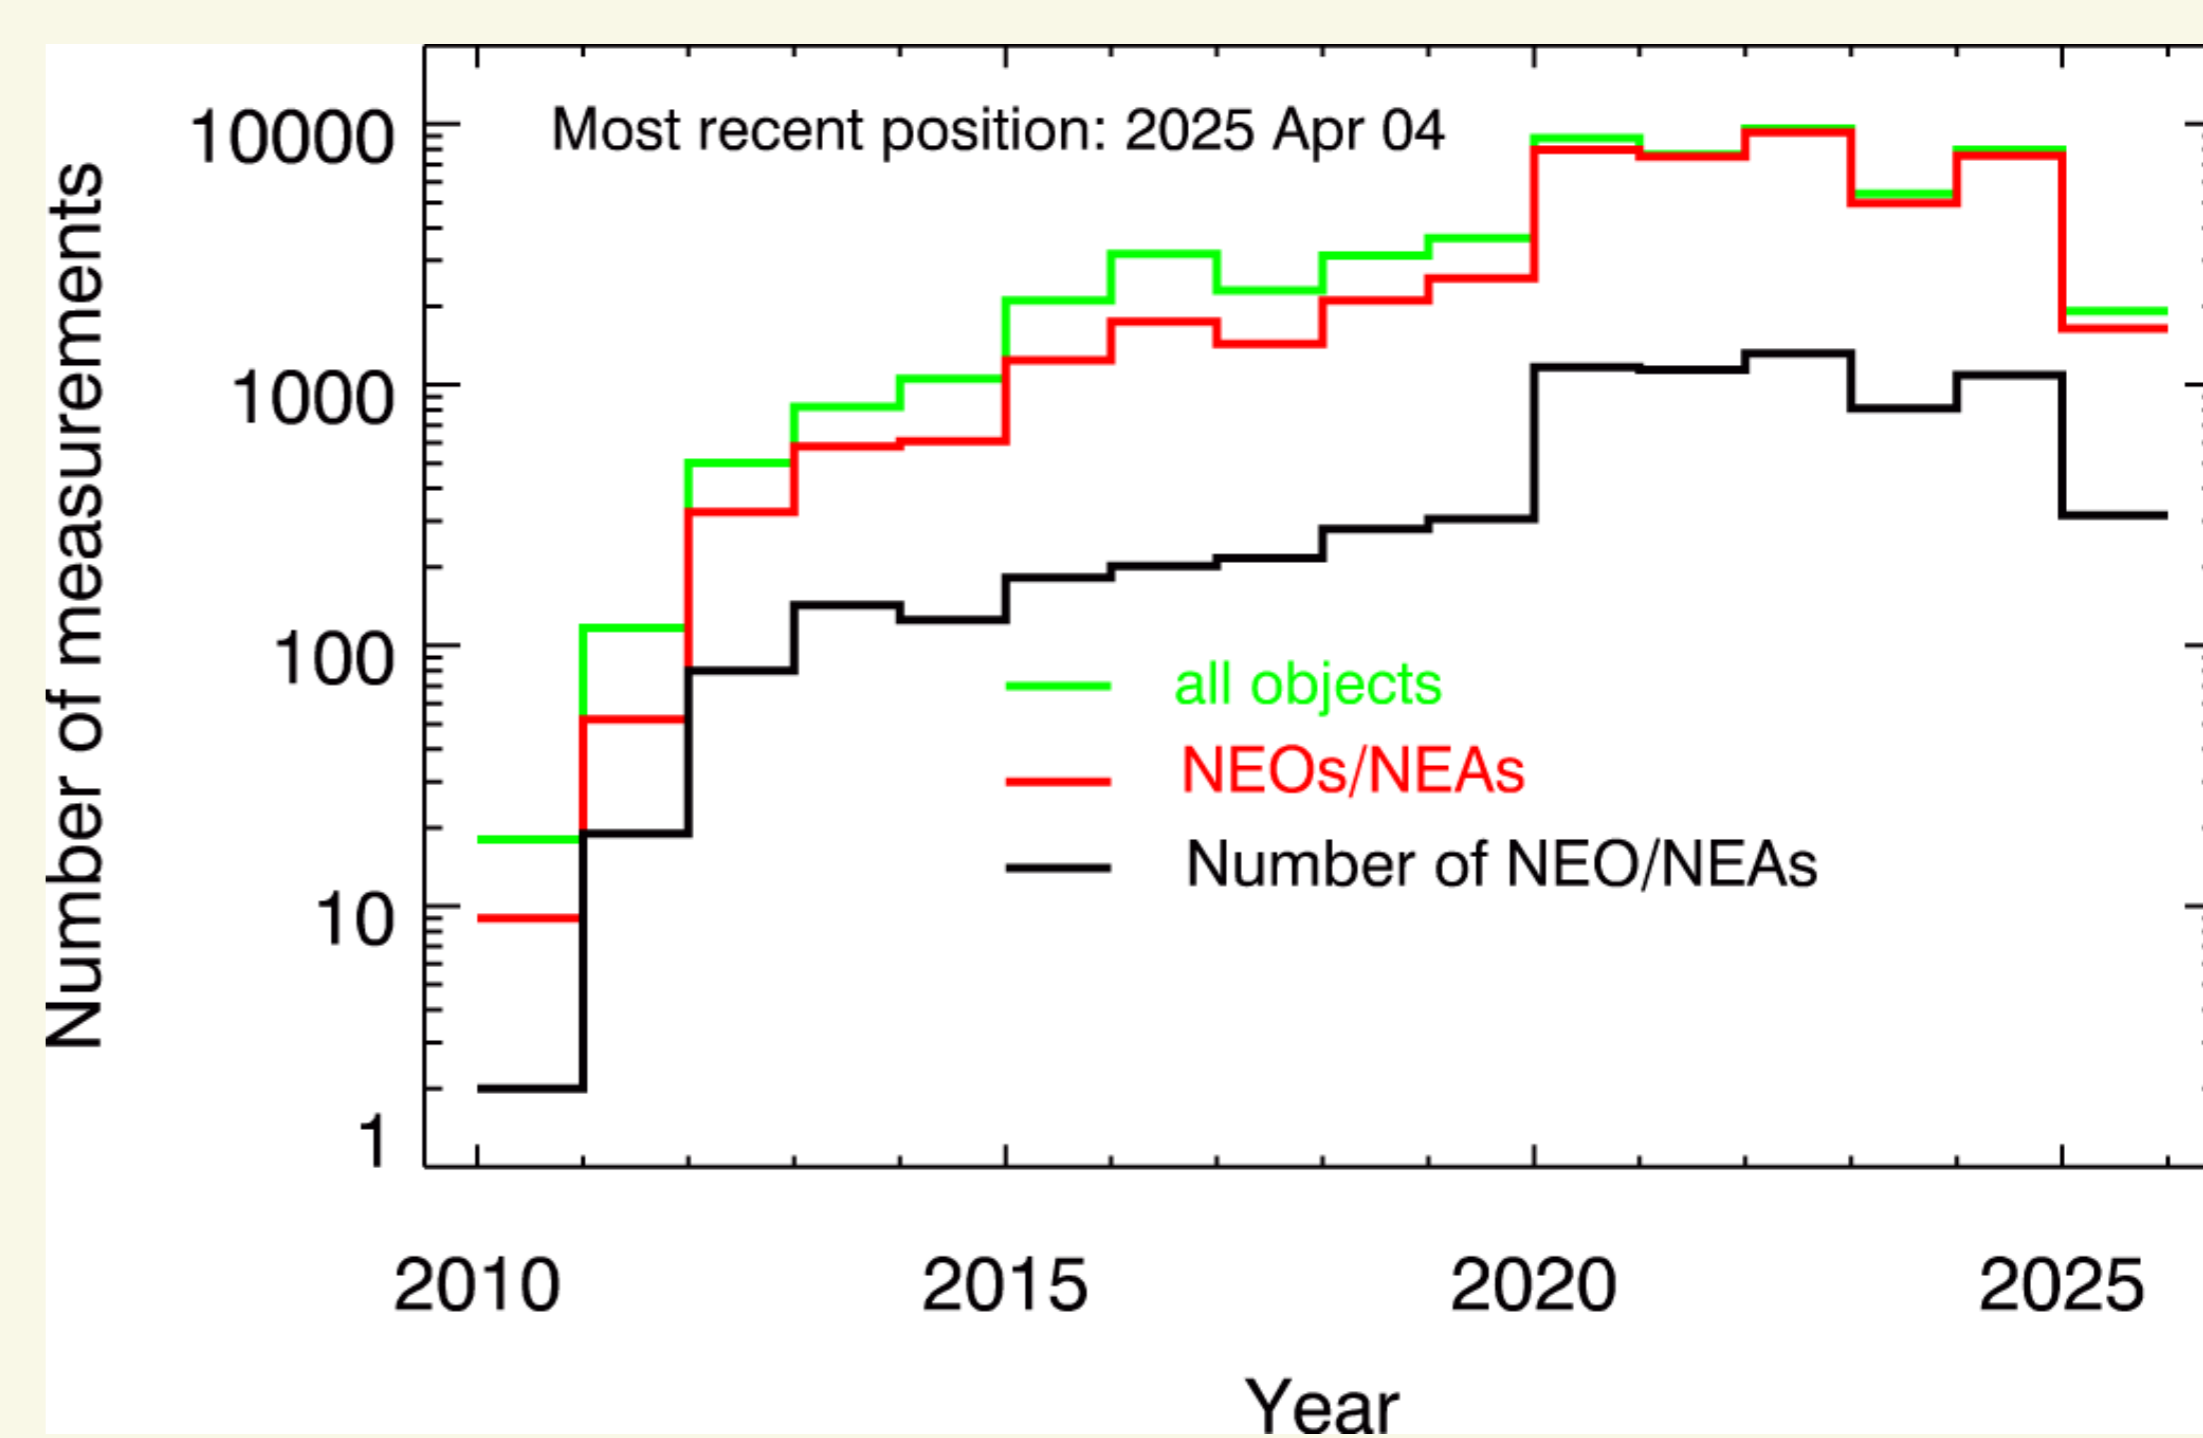 Most recent position: 2025 Apr 04
Number of measurements
10000
1000
100
10
1
all objects
NEOs/NEAs
Number of NEO/NEAs
2010 2015 2020 2025
Year